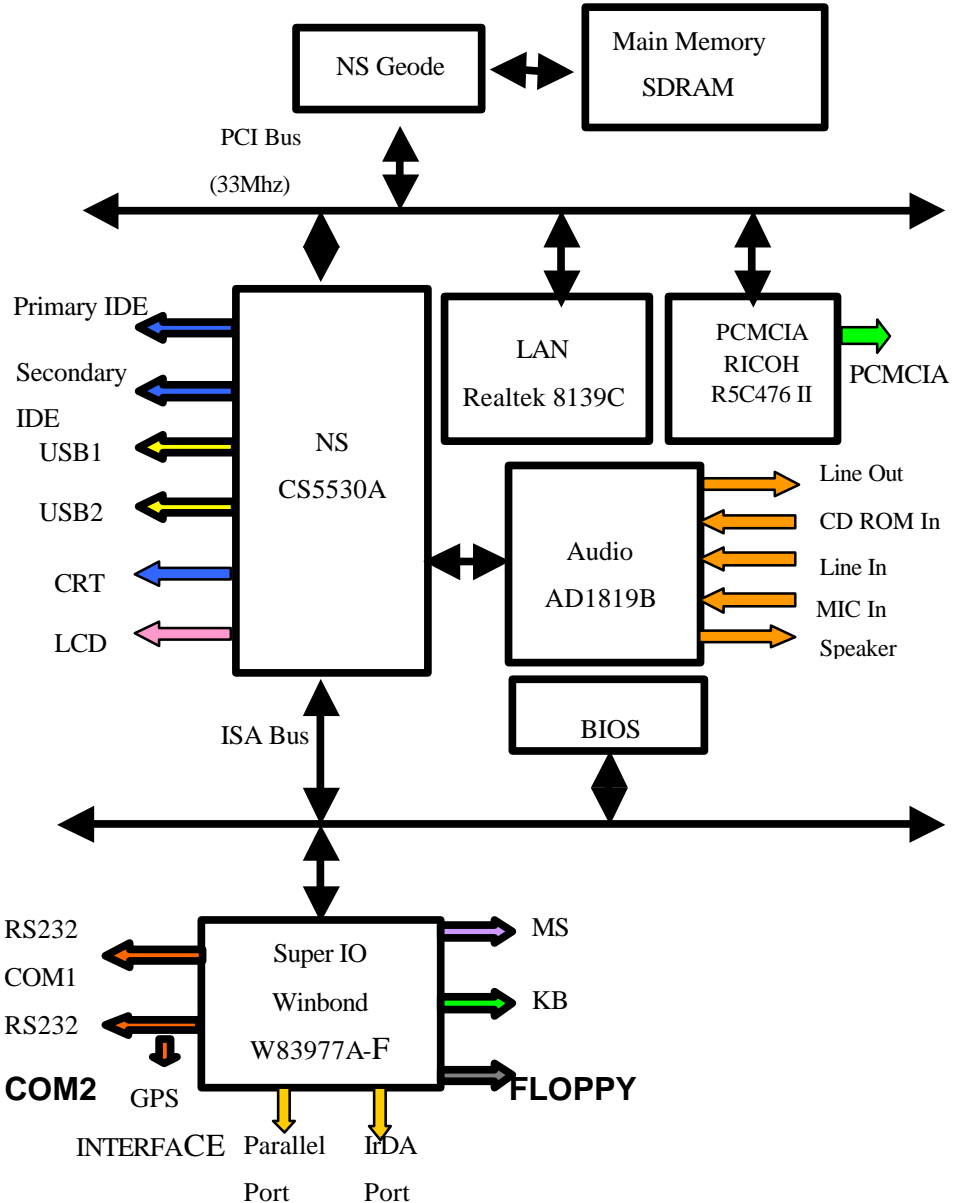 NS Geode
Main Memory
SDRAM
PCI Bus
(33Mhz)
Primary IDE
Secondary
IDE
USB1
USB2
CRT
LCD
NS
CS5530A
LAN
Realtek 8139C
PCMCIA
RICOH
R5C476 II
PCMCIA
Audio
AD1819B
Line Out
CD ROM In
Line In
MIC In
Speaker
BIOS
ISA Bus
RS232
COM1
RS232
COM2
GPS
INTERFACE
Super IO
Winbond
W83977A-F
MS
KB
FLOPPY
Parallel
Port
IrDA
Port